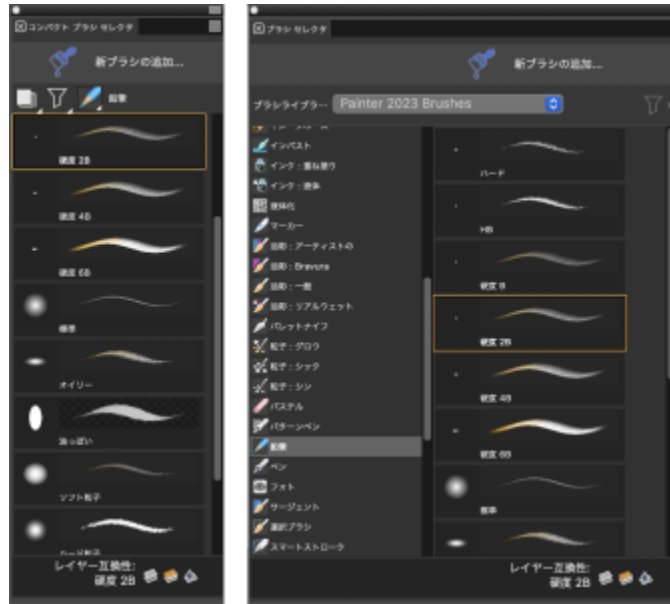 コンパクト ブラシ セレクタ
新ブラシの追加...
鉛筆
硬度 2B
硬度 4B
硬度 6B
標準
オイリー
油っぽい
ソフト粒子
ハード粒子
レイヤー互換性:
硬度 2B
ブラシ セレクタ
新ブラシの追加...
ブラシライブラリー Painter 2023 Brushes
インパスト
インク : 重ね塗り
インク : 液体
液体化
マーカー
油彩 : アーティストの
油彩 : Bravura
油彩 : 一般
油彩 : リアルウェット
パレットナイフ
粒子 : グロウ
粒子 : シック
粒子 : シン
パステル
パターンペン
鉛筆
ペン
フォト
サージェント
選択ブラシ
スマートストローク
ハード
HB
硬度 B
硬度 2B
硬度 4B
硬度 6B
標準
レイヤー互換性:
硬度 2B